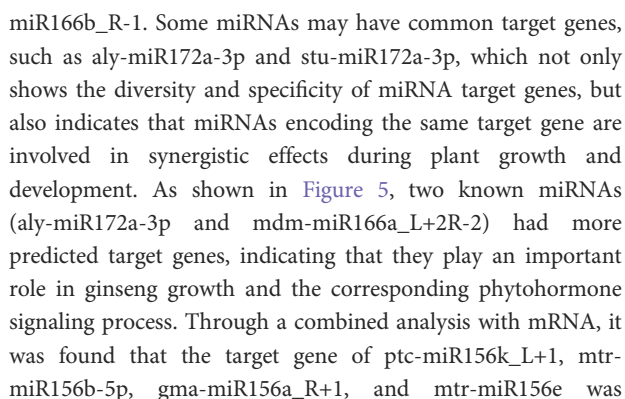 miR166b_R-1. Some miRNAs may have common target genes,
such as aly-miR172a-3p and stu-miR172a-3p, which not only
shows the diversity and specificity of miRNA target genes, but
also indicates that miRNAs encoding the same target gene are
involved in synergistic effects during plant growth and
development. As shown in Figure 5, two known miRNAs
(aly-miR172a-3p and mdm-miR166a_L+2R-2) had more
predicted target genes, indicating that they play an important
role in ginseng growth and the corresponding phytohormone
signaling process. Through a combined analysis with mRNA, it
was found that the target gene of ptc-miR156k_L+1, mtr-
miR156b-5p, gma-miR156a_R+1, and mtr-miR156e was